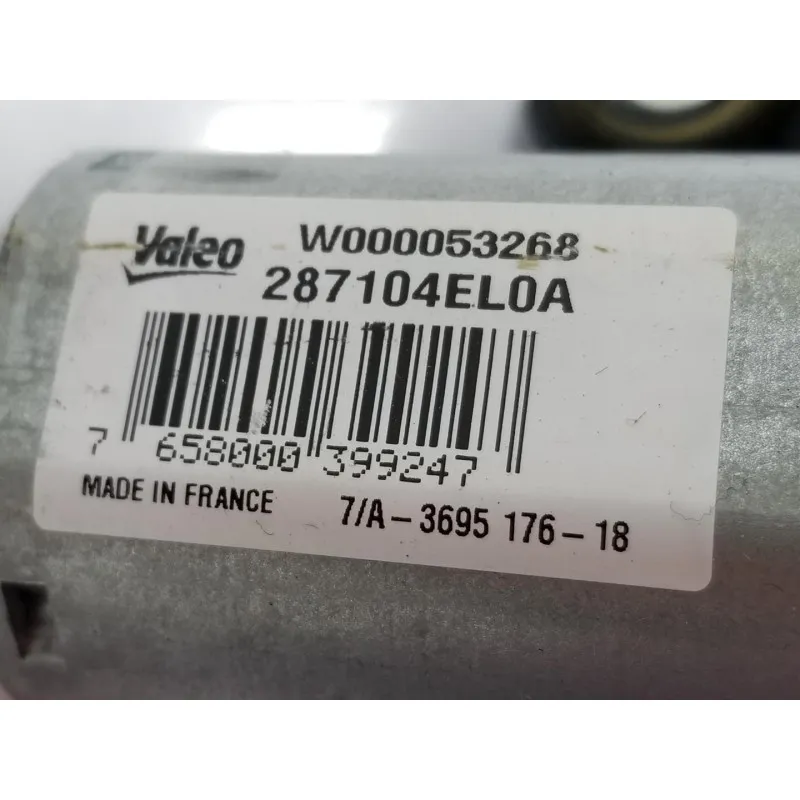 Valeo W000053268
287104EL0A
7 658000 399247
MADE IN FRANCE 7/A-3695 176-18